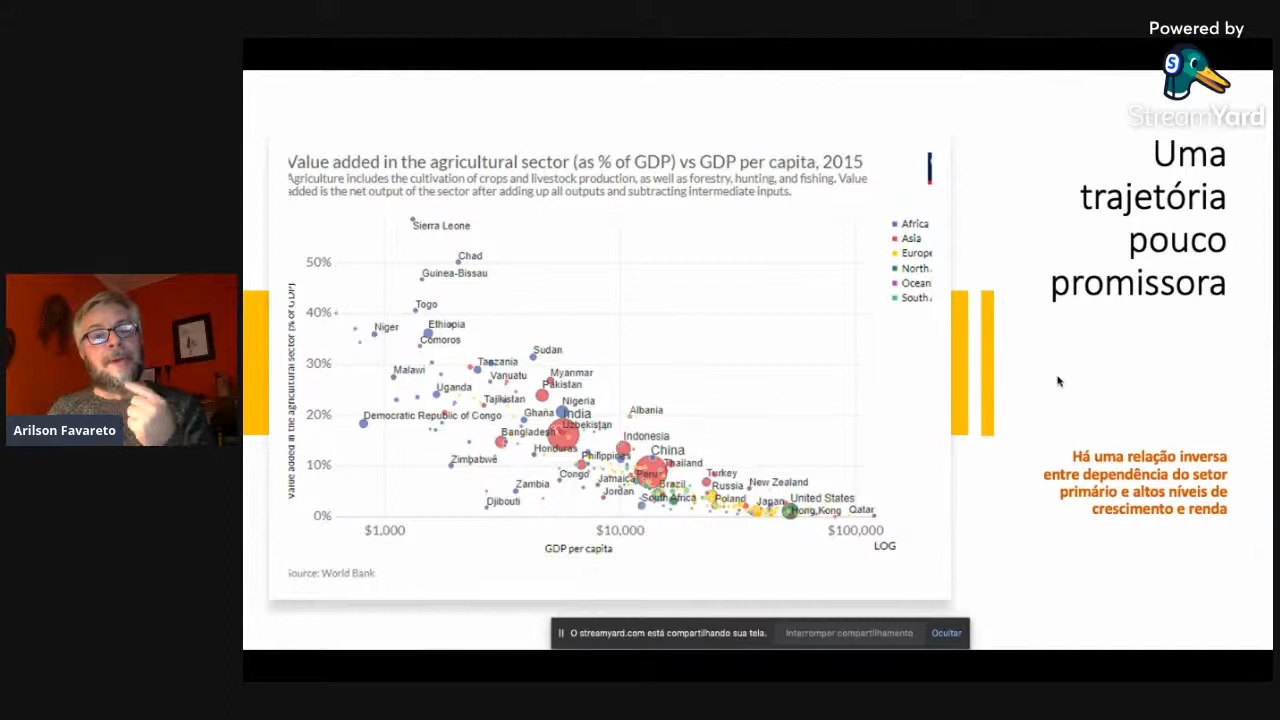 Powered by
S
StreamYard
Uma
trajetória
pouco
promissora
Value added in the agricultural sector (as % of GDP) vs GDP per capita, 2015
Agriculture includes the cultivation of crops and livestock production, as well as forestry, hunting, and fishing. Value
added is the net output of the sector after adding up all outputs and subtracting intermediate inputs.
Africa
Asia
Europe
North
Ocean
South
Value added in the agricultural sector (% of GDP)
50%
40%
30%
20%
10%
0%
Sierra Leone
Chad
Guinea-Bissau
Togo
Niger
Ethiopia
Comoros
Sudan
Tanzania
Malawi
Vanuatu
Myanmar
Uganda
Pakistan
Tajikistan
Nigeria
Democratic Republic of Congo
Ghana
India
Albania
Uzbekistan
Bangladesh
Indonesia
Honduras
China
Zimbabwe
Philippines
Thailand
Congo
Peru
Turkey
Zambia
Jamaica
Brazil
Russia
New Zealand
Jordan
Djibouti
South Africa
Poland
Japan
United States
Hong Kong
Qatar
$1,000
$10,000
$100,000
GDP per capita
LOG
Source: World Bank
Há uma relação inversa
entre dependência do setor
primário e altos níveis de
crescimento e renda
Arilson Favareto
O streamyard.com está compartilhando sua tela.
Interromper compartilhamento
Ocultar